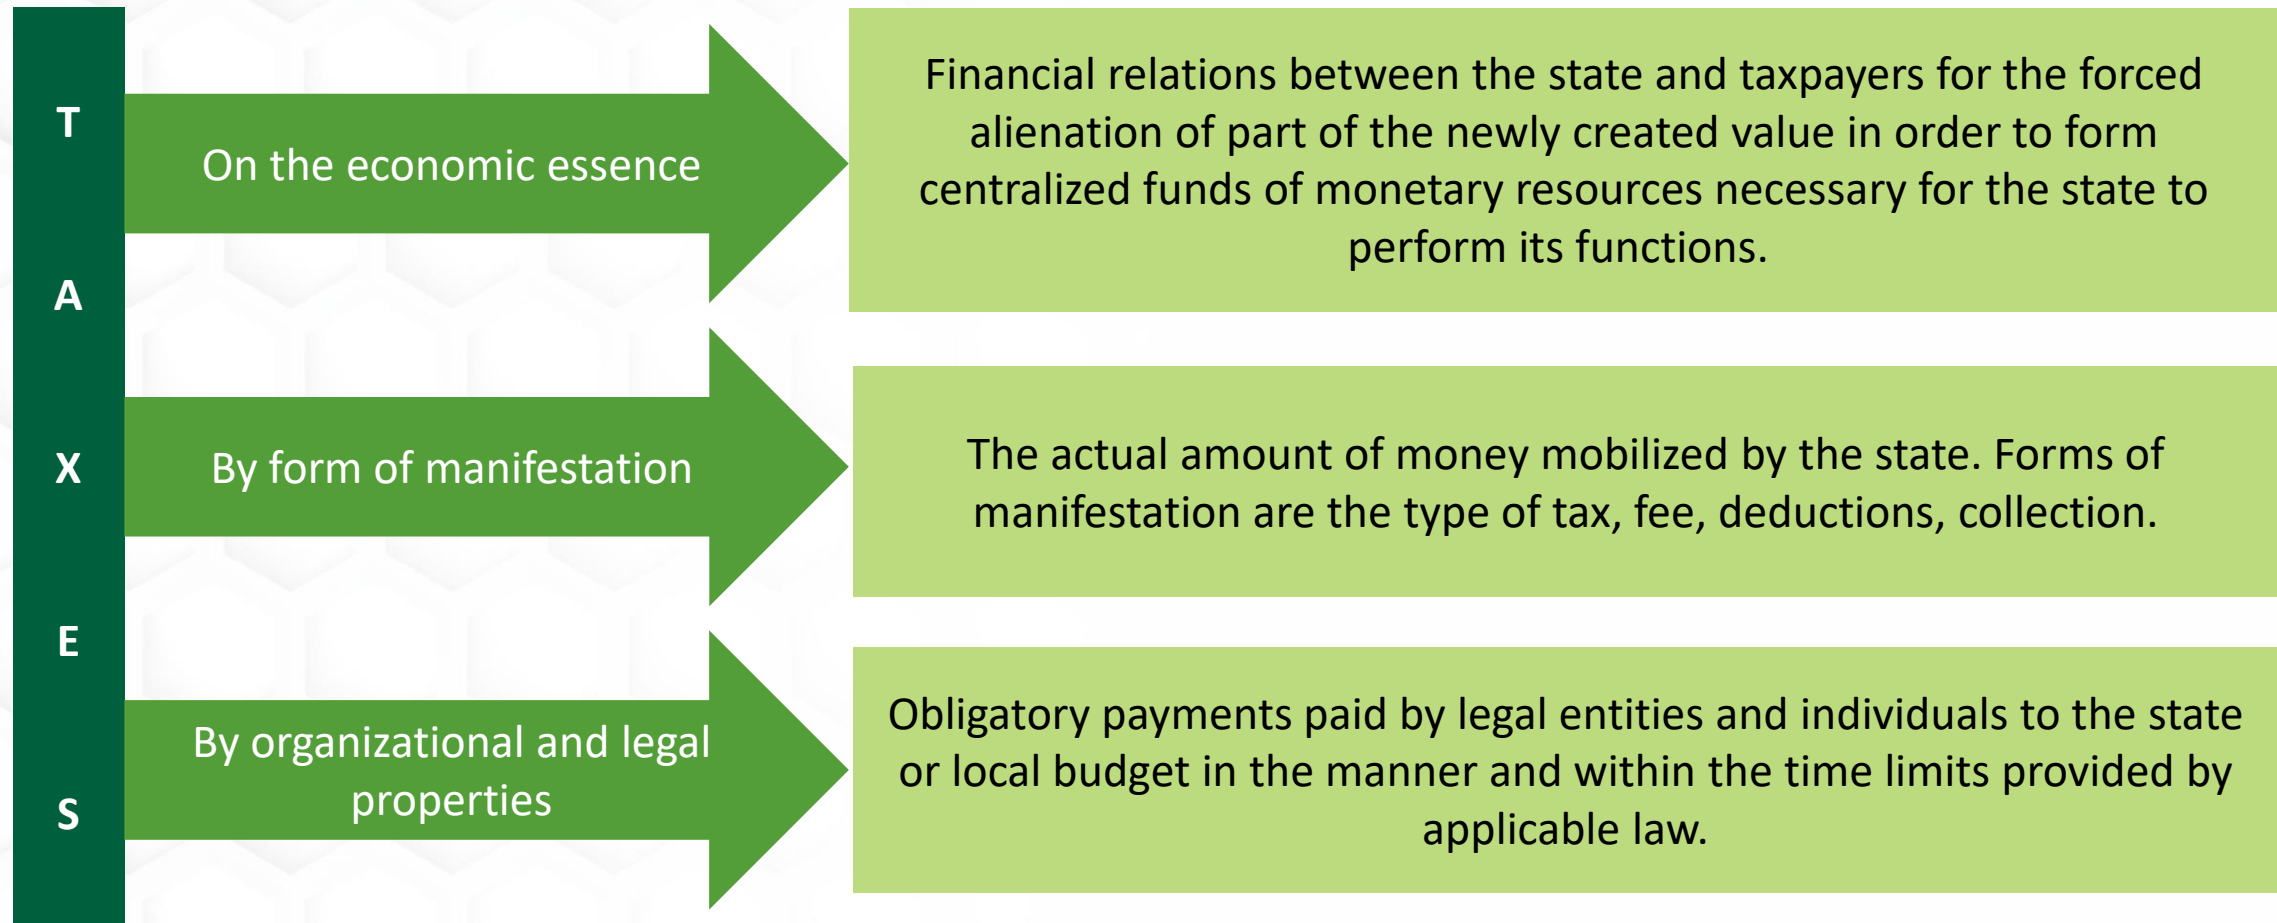 T
A
X
E
S
On the economic essence
Financial relations between the state and taxpayers for the forced
alienation of part of the newly created value in order to form
centralized funds of monetary resources necessary for the state to
perform its functions.
By form of manifestation
The actual amount of money mobilized by the state. Forms of
manifestation are the type of tax, fee, deductions, collection.
By organizational and legal
properties
Obligatory payments paid by legal entities and individuals to the state
or local budget in the manner and within the time limits provided by
applicable law.